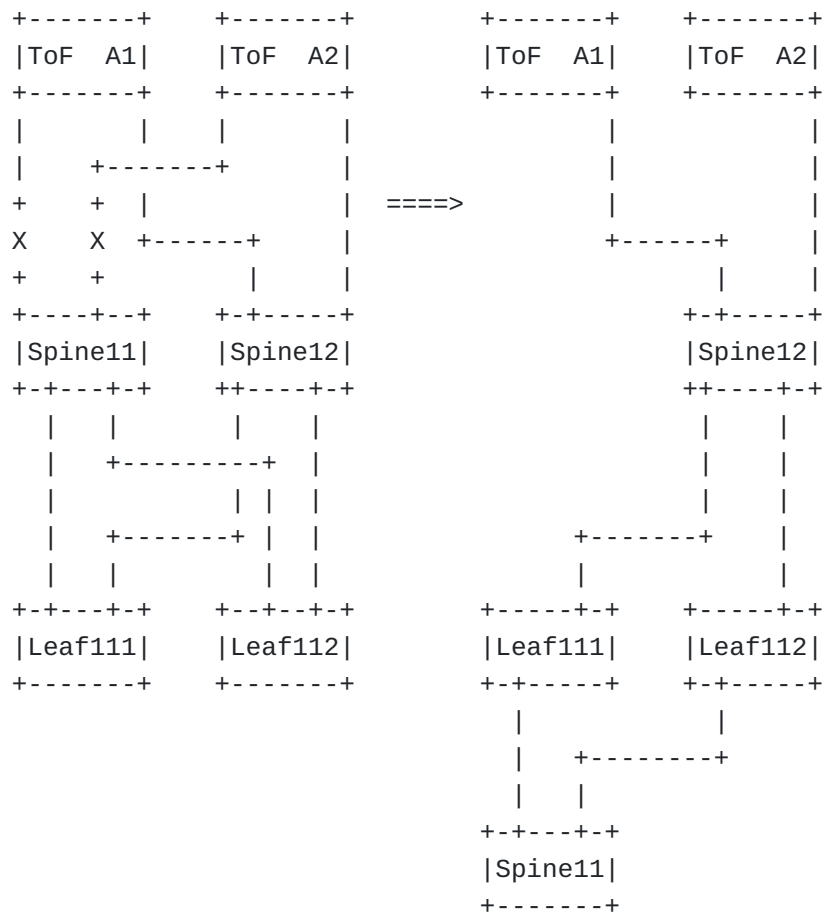 ToF A1 ToF A2 ToF A1 ToF A2
====>
X X
Spine11 Spine12 Spine12
Leaf111 Leaf112 Leaf111 Leaf112
Spine11